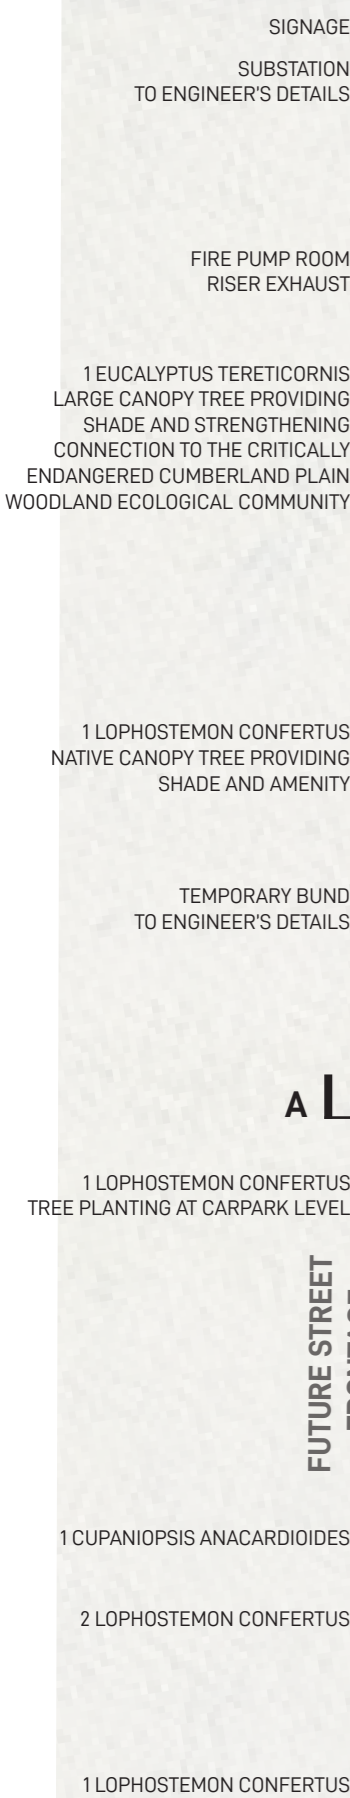 SIGNAGE
SUBSTATION
TO ENGINEER'S DETAILS
FIRE PUMP ROOM
RISER EXHAUST
1 EUCALYPTUS TERETICORNIS
LARGE CANOPY TREE PROVIDING
SHADE AND STRENGTHENING
CONNECTION TO THE CRITICALLY
ENDANGERED CUMBERLAND PLAIN
WOODLAND ECOLOGICAL COMMUNITY
1 LOPHOSTEMON CONFERTUS
NATIVE CANOPY TREE PROVIDING
SHADE AND AMENITY
TEMPORARY BUND
TO ENGINEER'S DETAILS
A
1 LOPHOSTEMON CONFERTUS
TREE PLANTING AT CARPARK LEVEL
FUTURE STREET
1 CUPANIOPSIS ANACARDIOIDES
2 LOPHOSTEMON CONFERTUS
1 LOPHOSTEMON CONFERTUS